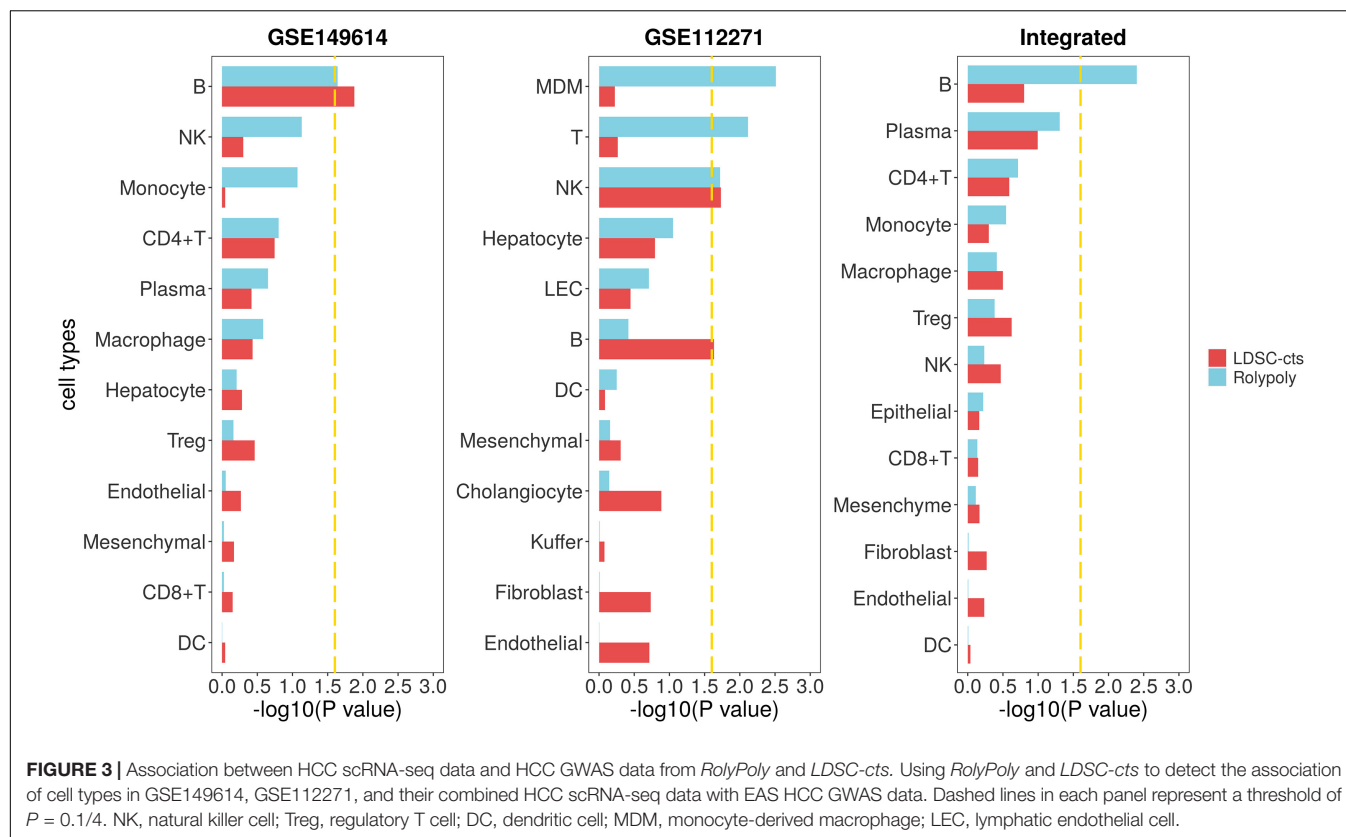 GSE149614
GSE112271
Integrated
cell types
B
NK
Monocyte
CD4+T
Plasma
Macrophage
Hepatocyte
Treg
Endothelial
Mesenchymal
CD8+T
DC
0.0 0.5 1.0 1.5 2.0 2.5 3.0
-log10(P value)
MDM
T
NK
Hepatocyte
LEC
B
DC
Mesenchymal
Cholangiocyte
Kuffer
Fibroblast
Endothelial
0.0 0.5 1.0 1.5 2.0 2.5 3.0
-log10(P value)
B
Plasma
CD4+T
Monocyte
Macrophage
Treg
NK
Epithelial
CD8+T
Mesenchyme
Fibroblast
Endothelial
DC
0.0 0.5 1.0 1.5 2.0 2.5 3.0
-log10(P value)
LDSC-cts
Rolypoly
FIGURE 3 | Association between HCC scRNA-seq data and HCC GWAS data from RolyPoly and LDSC-cts. Using RolyPoly and LDSC-cts to detect the association
of cell types in GSE149614, GSE112271, and their combined HCC scRNA-seq data with EAS HCC GWAS data. Dashed lines in each panel represent a threshold of
P = 0.1/4. NK, natural killer cell; Treg, regulatory T cell; DC, dendritic cell; MDM, monocyte-derived macrophage; LEC, lymphatic endothelial cell.